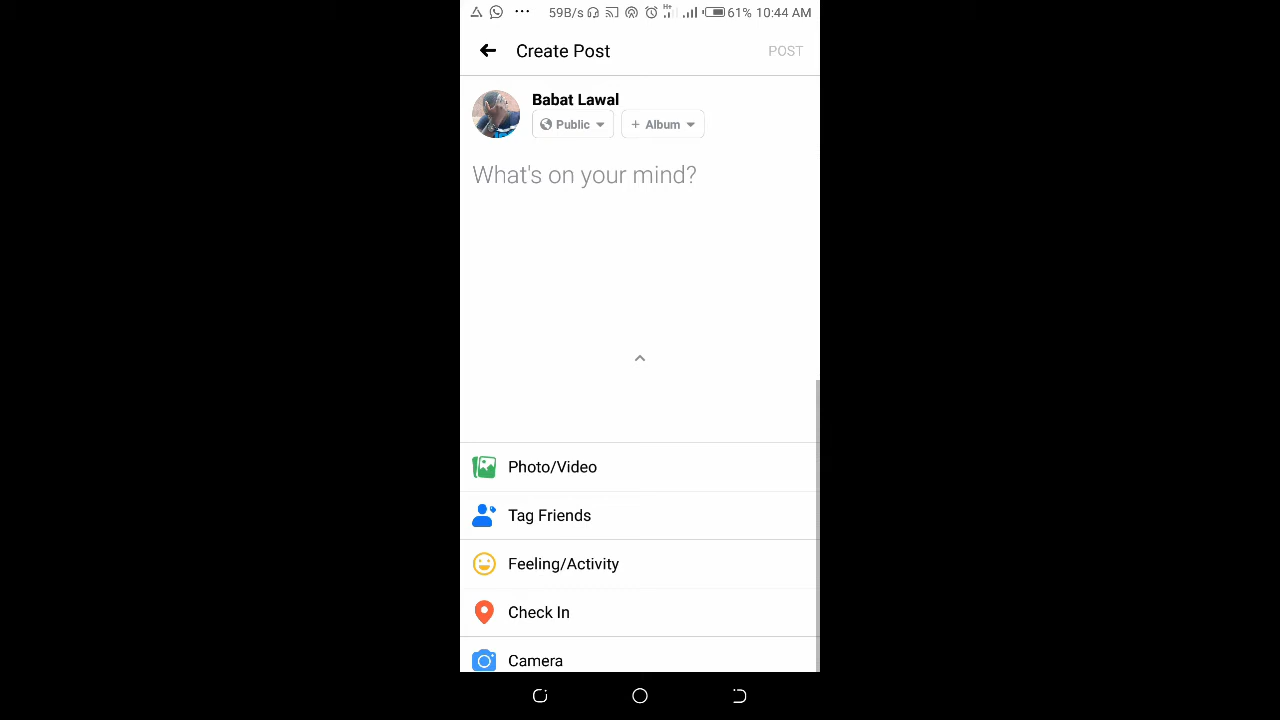 59B/s H+ 61% 10:44 AM
Create Post POST
Babat Lawal
Public + Album
What's on your mind?
Photo/Video
Tag Friends
Feeling/Activity
Check In
Camera